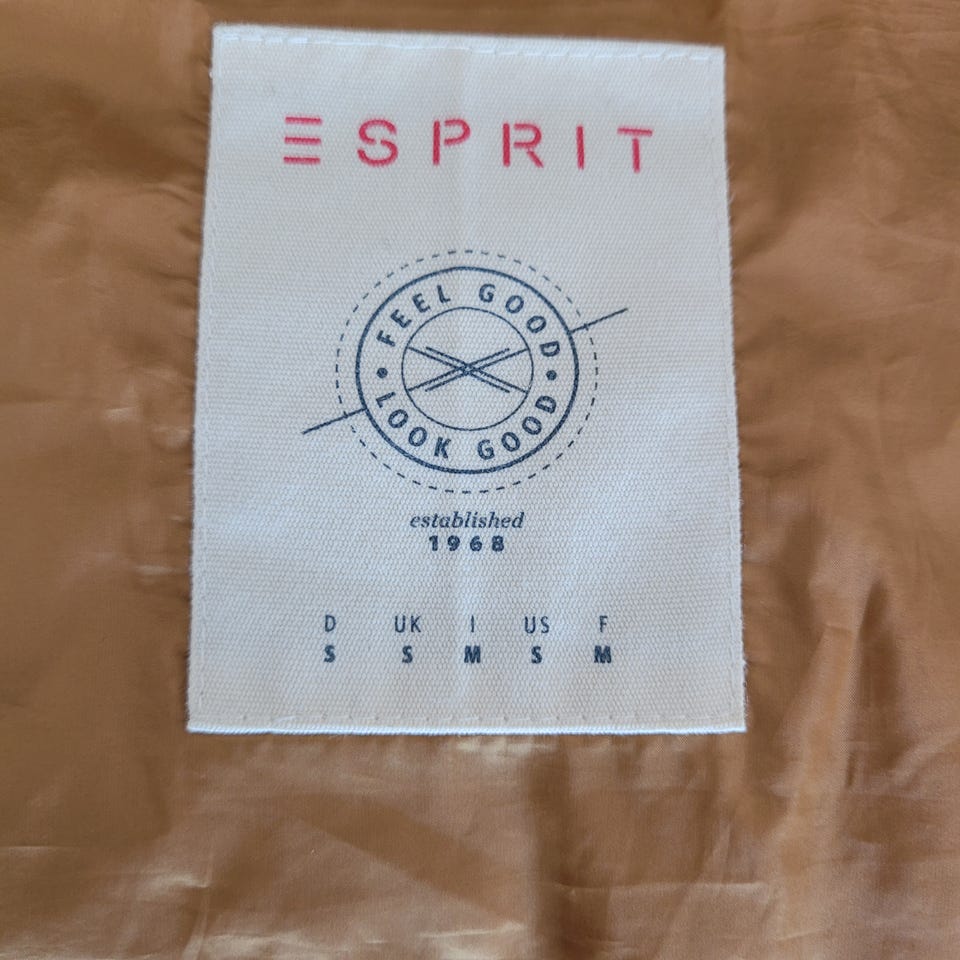 ESPRIT
FEEL GOOD
• LOOK GOOD •
established
1968
D UK I US F
S S M S M